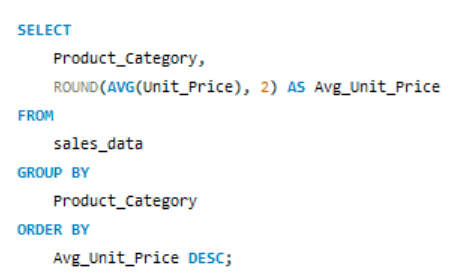 SELECT
Product_Category,
ROUND(AVG(Unit_Price), 2) AS Avg_Unit_Price
FROM
sales_data
GROUP BY
Product_Category
ORDER BY
Avg_Unit_Price DESC;